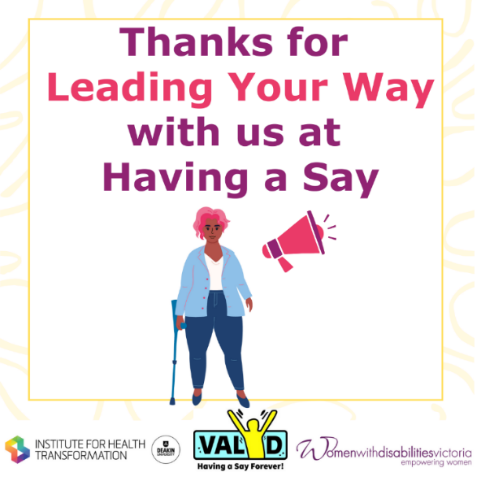 Thanks for
Leading Your Way
with us at
Having a Say
INSTITUTE FOR HEALTH
TRANSFORMATION
DEAKIN
UNIVERSITY
VALiD
Having a Say Forever!
Womenwithdisabilitiesvictoria
empowering women